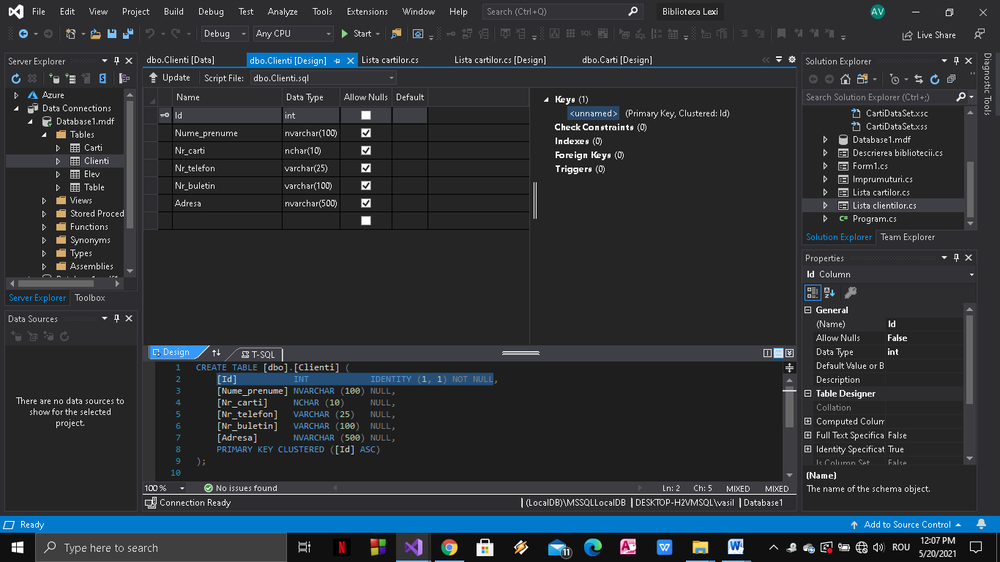 File Edit View Project Build Debug Test Analyze Tools Extensions Window Help Search (Ctrl+Q) Biblioteca Lexi AV
Debug Any CPU Start Live Share
Server Explorer
Azure
Data Connections
Database1.mdf
Tables
Carti
Clienti
Elev
Table
Views
Stored Proced
Functions
Synonyms
Types
Assemblies
Server Explorer Toolbox
Data Sources
There are no data sources to
show for the selected
project.
dbo.Clienti [Data] dbo.Clienti [Design] Lista cartilor.cs Lista cartilor.cs [Design] dbo.Carti [Design]
Update Script File: dbo.Clienti.sql
Name Data Type Allow Nulls Default
Id int
Nume_prenume nvarchar(100)
Nr_carti nchar(10)
Nr_telefon varchar(25)
Nr_buletin varchar(100)
Adresa nvarchar(500)
Keys (1)
<unnamed> (Primary Key, Clustered: Id)
Check Constraints (0)
Indexes (0)
Foreign Keys (0)
Triggers (0)
Design T-SQL
1 CREATE TABLE [dbo].[Clienti] (
2 [Id] INT IDENTITY (1, 1) NOT NULL,
3 [Nume_prenume] NVARCHAR (100) NULL,
4 [Nr_carti] NCHAR (10) NULL,
5 [Nr_telefon] VARCHAR (25) NULL,
6 [Nr_buletin] VARCHAR (100) NULL,
7 [Adresa] NVARCHAR (500) NULL,
8 PRIMARY KEY CLUSTERED ([Id] ASC)
9 );
10
100 % No issues found Ln: 2 Ch: 5 MIXED MIXED
Connection Ready (LocalDB)\MSSQLLocalDB DESKTOP-H2VMSQL\vasil Database1
Solution Explorer
Search Solution Explorer (Ctrl+;)
CartiDataSet.xsc
CartiDataSet.xss
Database1.mdf
Descrierea bibliotecii.cs
Form1.cs
Imprumuturi.cs
Lista cartilor.cs
Lista clientilor.cs
Program.cs
Solution Explorer Team Explorer
Properties
Id Column
General
(Name) Id
Allow Nulls False
Data Type int
Default Value or B
Description
Table Designer
Collation
Computed Colum
Full Text Specifica False
Identity Specificat True
Is Column Set False
(Name)
The name of the schema object.
Diagnostic Tools
Ready Add to Source Control
Type here to search 11 ROU 12:07 PM
5/20/2021